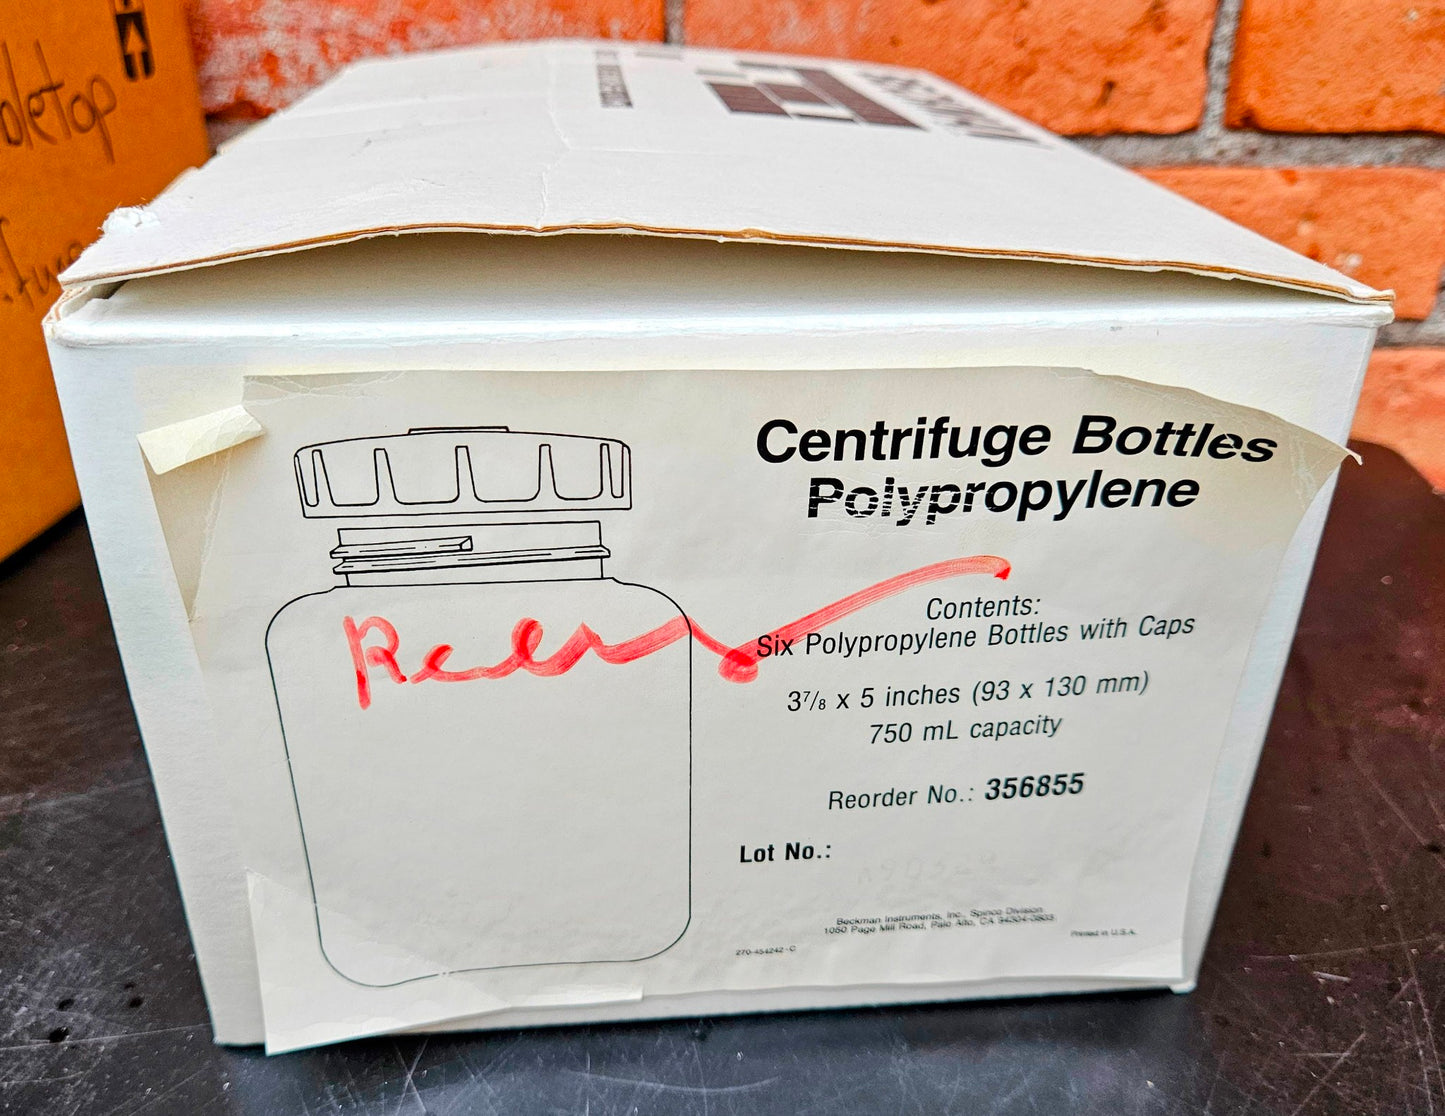 Centrifuge Bottles
Polypropylene
Contents:
Six Polypropylene Bottles with Caps
3⅞ x 5 inches (93 x 130 mm)
750 mL capacity
Reorder No.: 356855
Lot No.:
Beckman Instruments, Inc., Spinco Division
1050 Page Mill Road, Palo Alto, CA 94304-0803
270-454242-C
Printed in U.S.A.